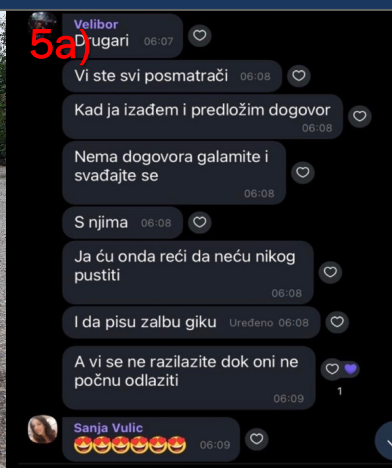 Velibor
5a)
Drugari 06:07
Vi ste svi posmatrači 06:08
Kad ja izađem i predložim dogovor
06:08
Nema dogovora galamite i
svađajte se
06:08
S njima 06:08
Ja ću onda reći da neću nikog
pustiti
06:08
I da pisu zalbu giku Uređeno 06:08
A vi se ne razilazite dok oni ne
počnu odlaziti
06:09
1
Sanja Vulic
🤩🤩🤩🤩🤩🤩 06:09